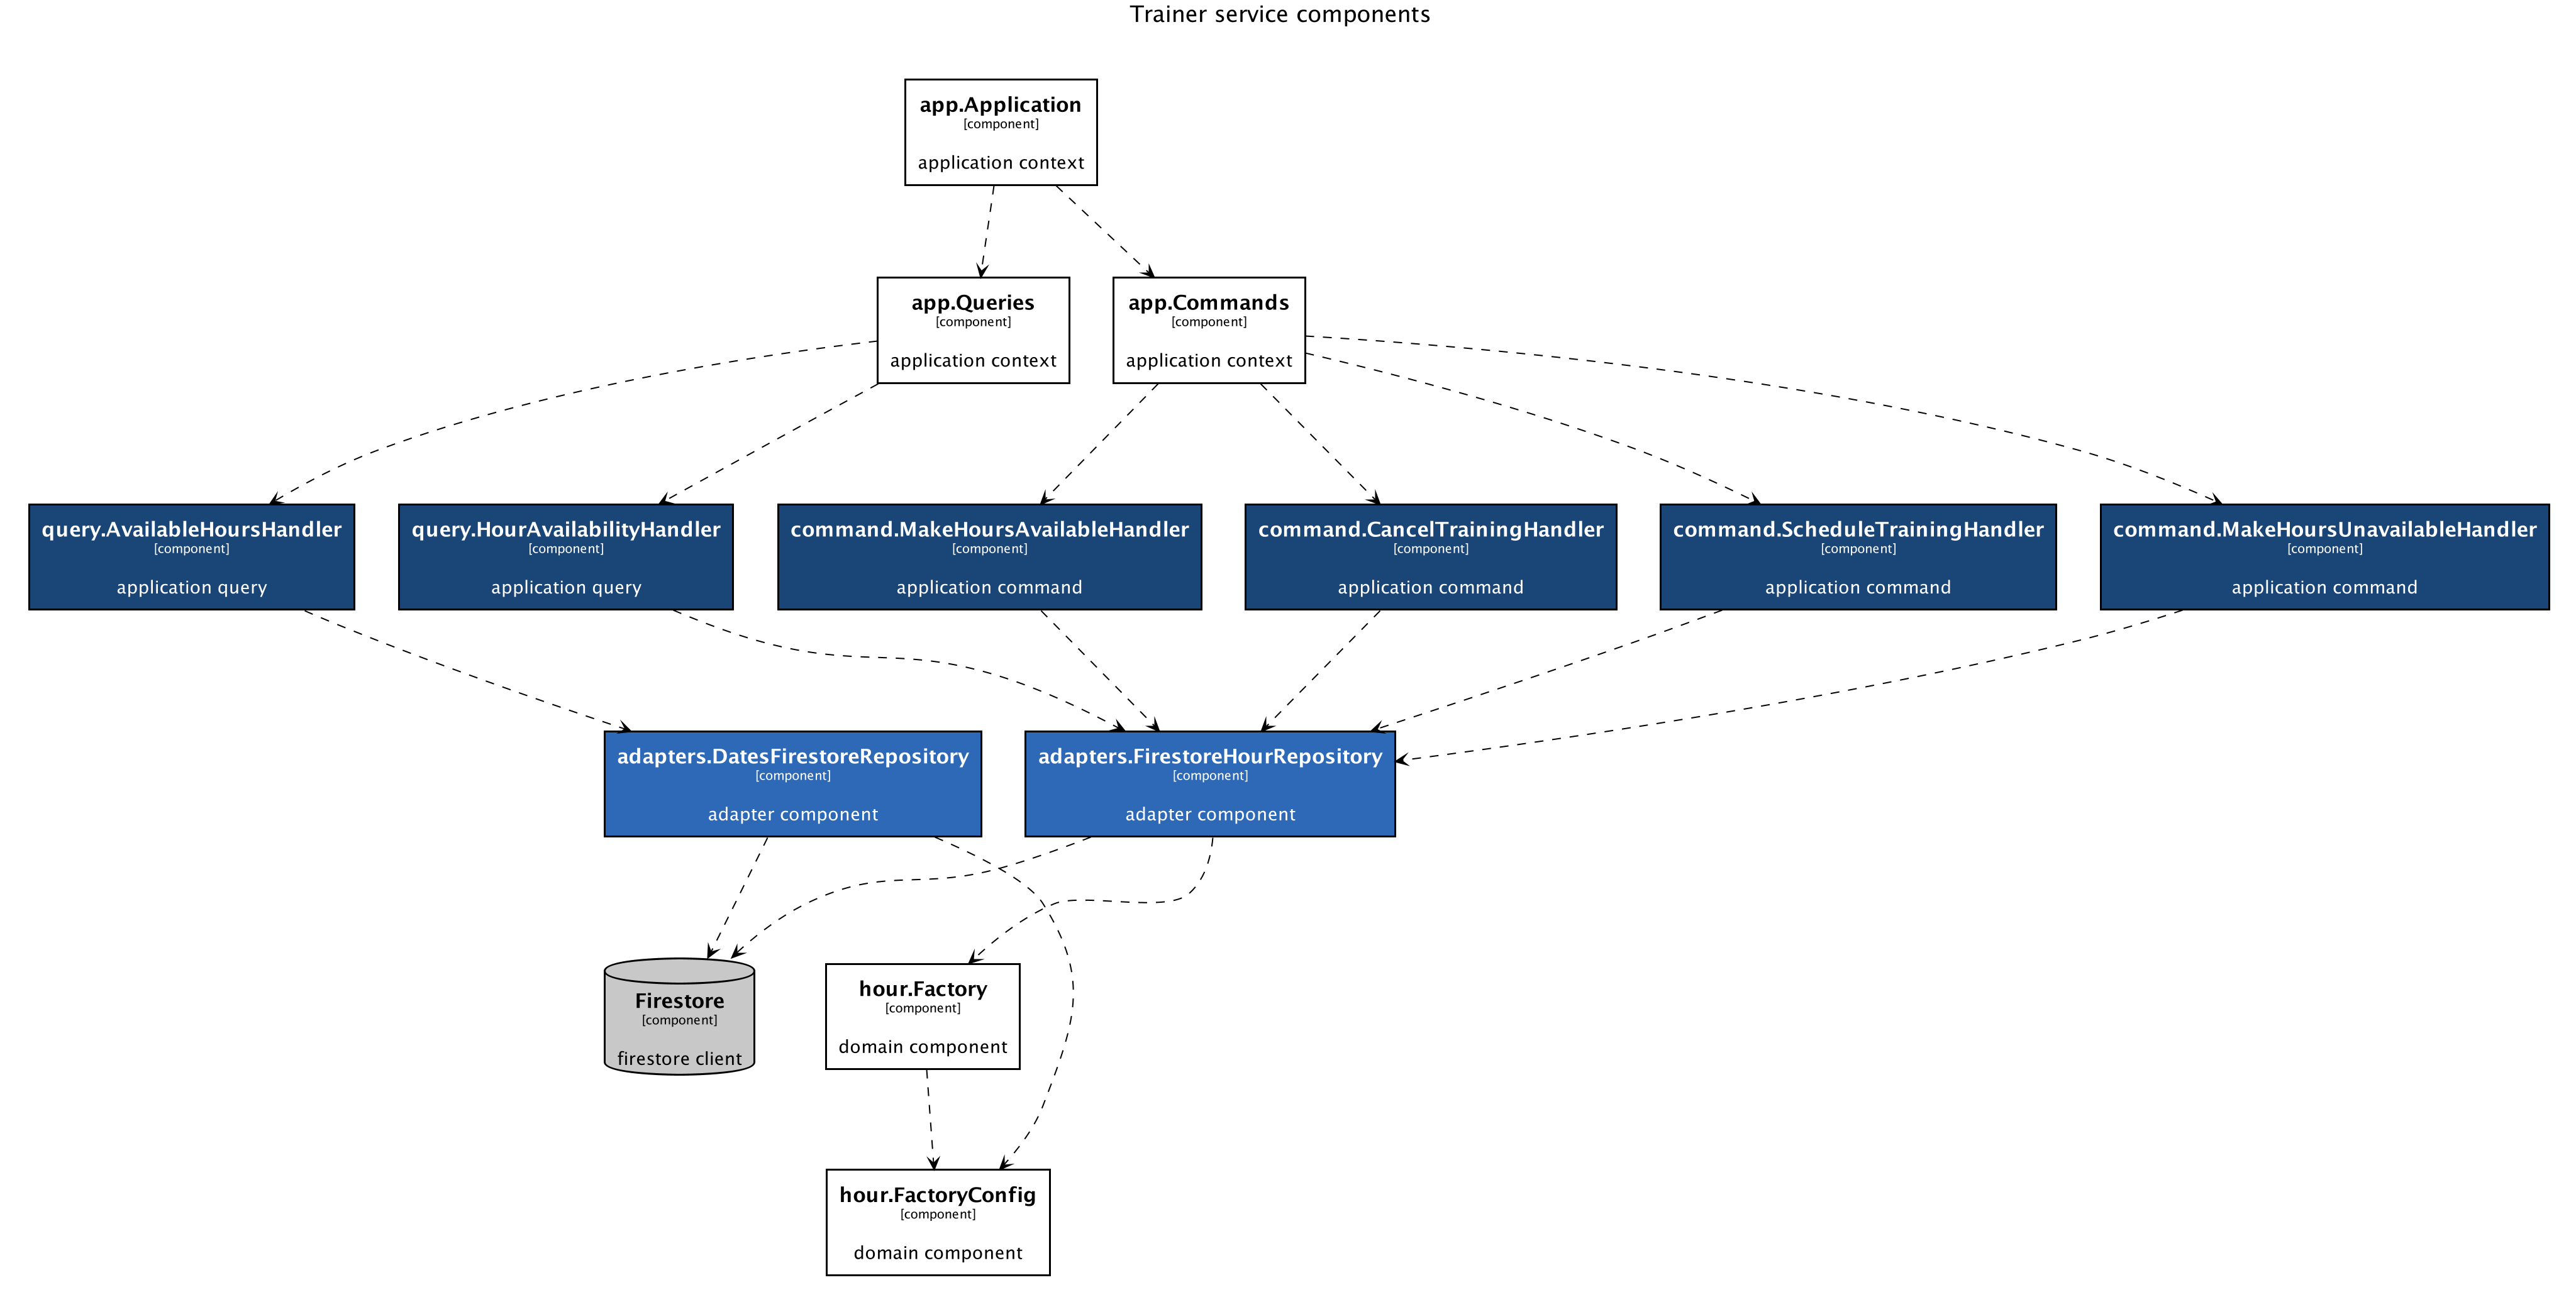 Trainer service components
app.Application
[component]
application context
app.Queries
[component]
application context
app.Commands
[component]
application context
query.AvailableHoursHandler
[component]
application query
query.HourAvailabilityHandler
[component]
application query
command.MakeHoursAvailableHandler
[component]
application command
command.CancelTrainingHandler
[component]
application command
command.ScheduleTrainingHandler
[component]
application command
command.MakeHoursUnavailableHandler
[component]
application command
adapters.DatesFirestoreRepository
[component]
adapter component
adapters.FirestoreHourRepository
[component]
adapter component
Firestore
[component]
firestore client
hour.Factory
[component]
domain component
hour.FactoryConfig
[component]
domain component